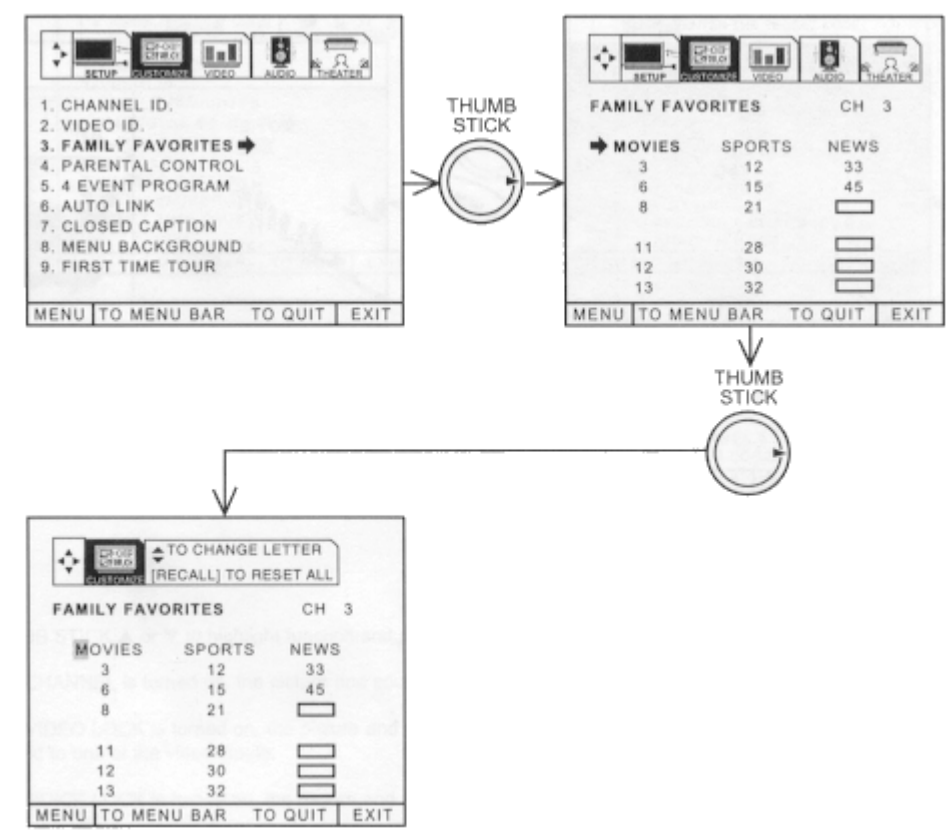 SETUP CUSTOMIZE VIDEO AUDIO THEATER
1. CHANNEL ID.
2. VIDEO ID.
3. FAMILY FAVORITES
4. PARENTAL CONTROL
5. 4 EVENT PROGRAM
6. AUTO LINK
7. CLOSED CAPTION
8. MENU BACKGROUND
9. FIRST TIME TOUR
MENU TO MENU BAR TO QUIT EXIT
THUMB
STICK
SETUP CUSTOMIZE VIDEO AUDIO THEATER
FAMILY FAVORITES CH 3
MOVIES SPORTS NEWS
3 12 33
6 15 45
8 21
11 28
12 30
13 32
MENU TO MENU BAR TO QUIT EXIT
THUMB
STICK
CUSTOMIZE
TO CHANGE LETTER
[RECALL] TO RESET ALL
FAMILY FAVORITES CH 3
MOVIES SPORTS NEWS
3 12 33
6 15 45
8 21
11 28
12 30
13 32
MENU TO MENU BAR TO QUIT EXIT